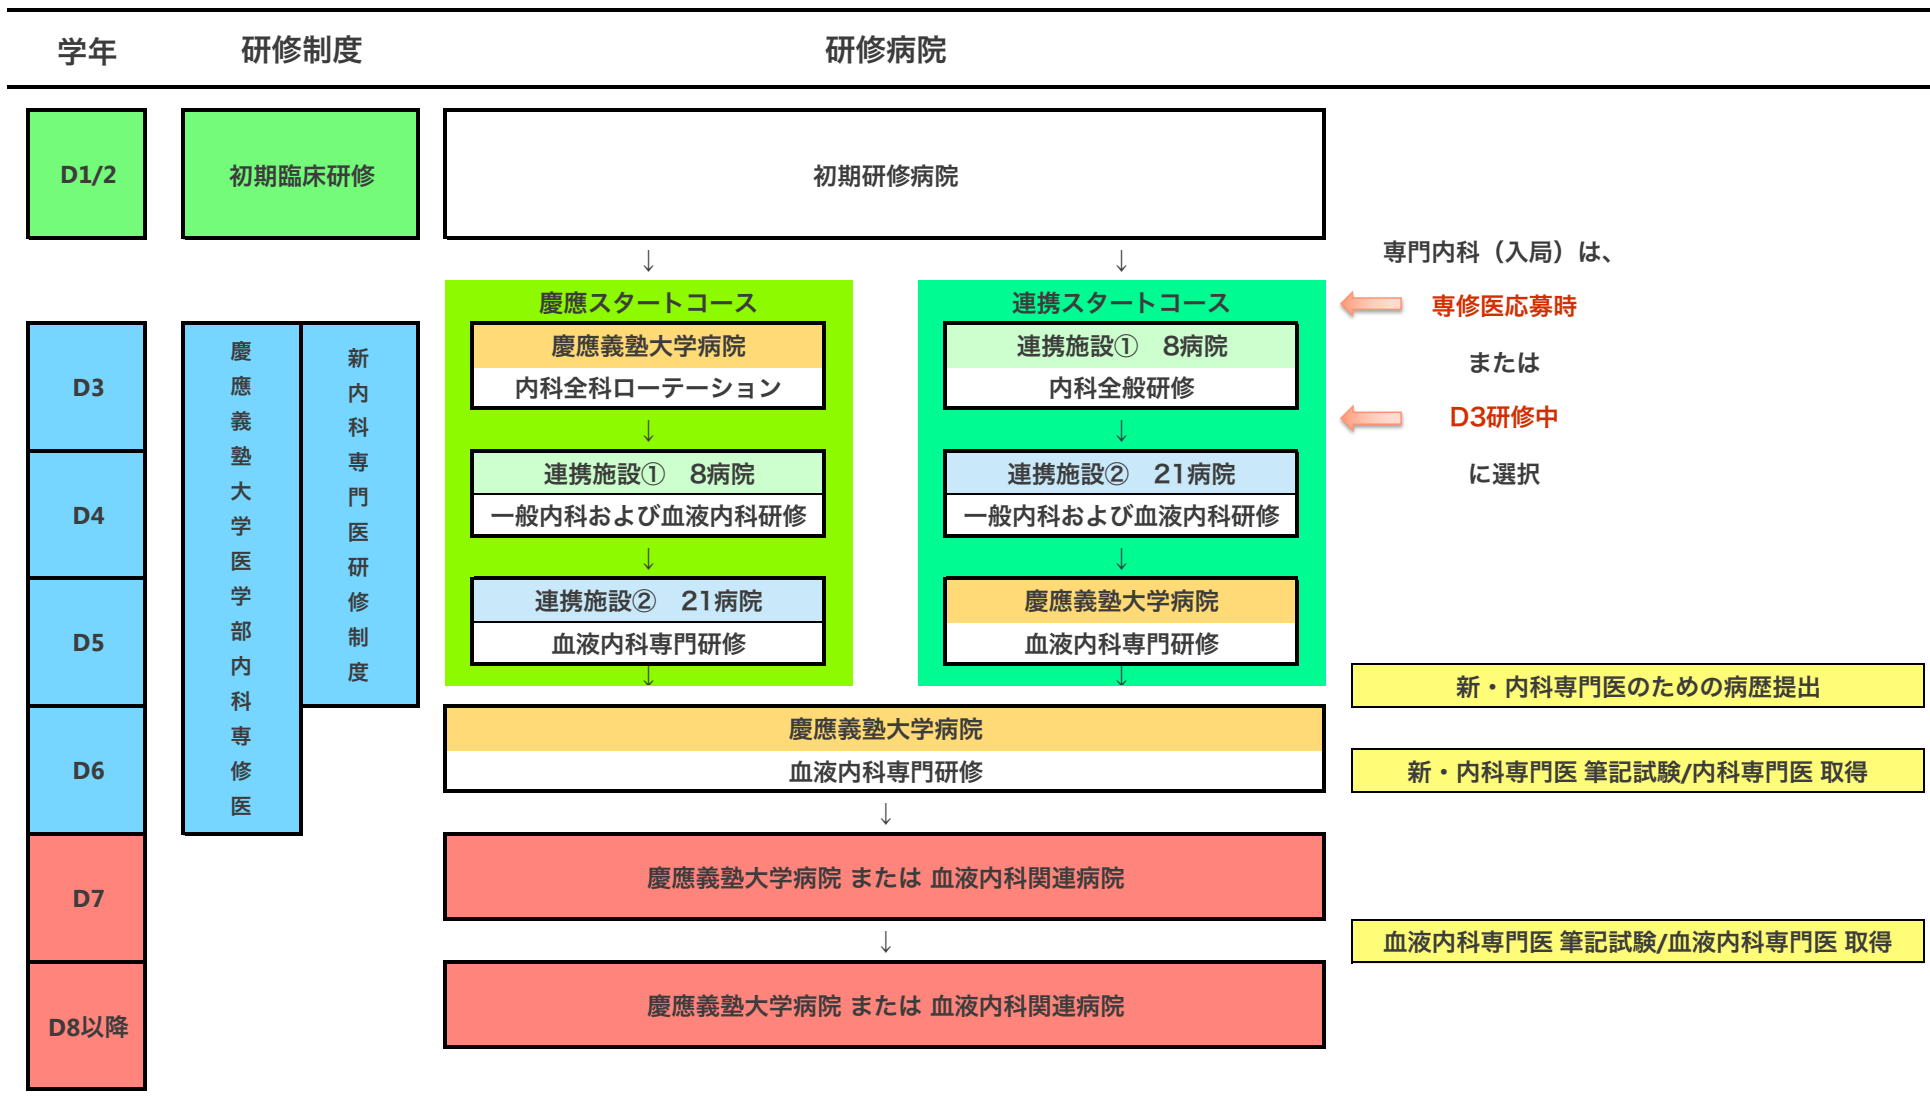 学年 研修制度 研修病院
D1/2 初期臨床研修 初期研修病院
↓ ↓
専門内科（入局）は、
専修医応募時
または
D3研修中
に選択
慶應義塾大学医学部内科専修医
新内科専門医研修制度
慶應スタートコース
D3
慶應義塾大学病院
内科全科ローテーション
↓
D4
連携施設①　8病院
一般内科および血液内科研修
↓
D5
連携施設②　21病院
血液内科専門研修
↓
連携スタートコース
連携施設①　8病院
内科全般研修
↓
連携施設②　21病院
一般内科および血液内科研修
↓
慶應義塾大学病院
血液内科専門研修
↓
新・内科専門医のための病歴提出
D6
慶應義塾大学病院
血液内科専門研修
新・内科専門医 筆記試験/内科専門医 取得
↓
D7
慶應義塾大学病院 または 血液内科関連病院
↓
血液内科専門医 筆記試験/血液内科専門医 取得
D8以降
慶應義塾大学病院 または 血液内科関連病院